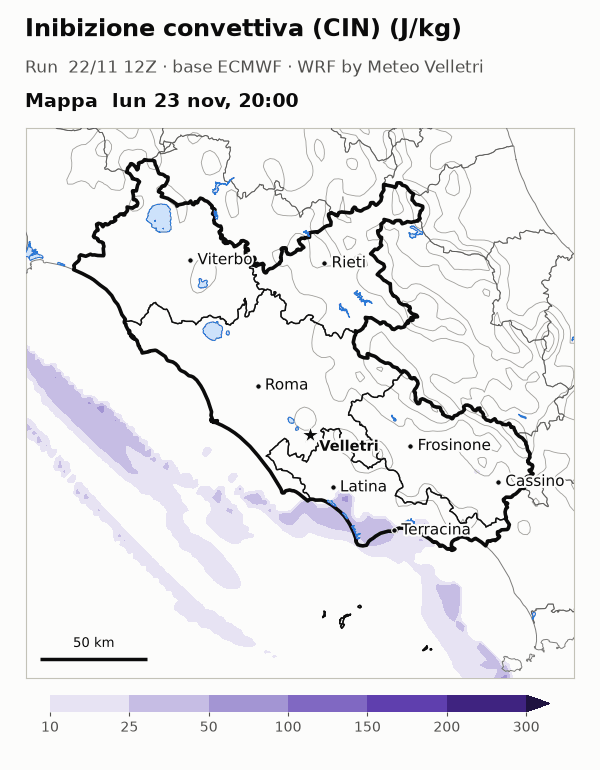 Inibizione convettiva (CIN) (J/kg)
Run  22/11 12Z · base ECMWF · WRF by Meteo Velletri
Mappa  lun 23 nov, 20:00
Viterbo
Rieti
Roma
Velletri
Frosinone
Cassino
Latina
Terracina
50 km
10 25 50 100 150 200 300